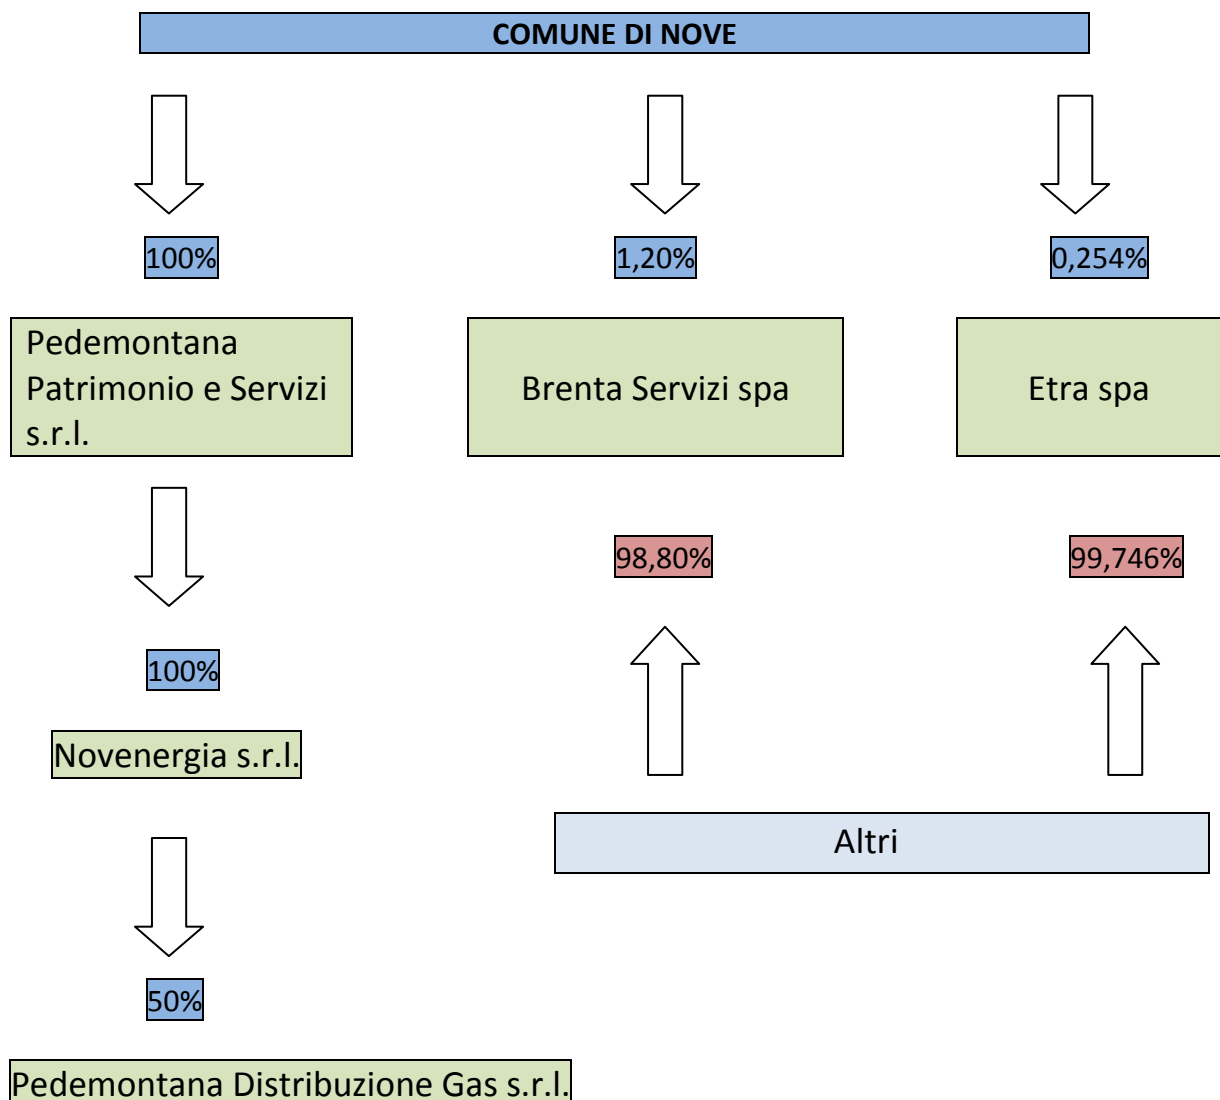 COMUNE DI NOVE
100%
1,20%
0,254%
Pedemontana
Patrimonio e Servizi
s.r.l.
Brenta Servizi spa
Etra spa
98,80%
99,746%
100%
Novenergia s.r.l.
Altri
50%
Pedemontana Distribuzione Gas s.r.l.